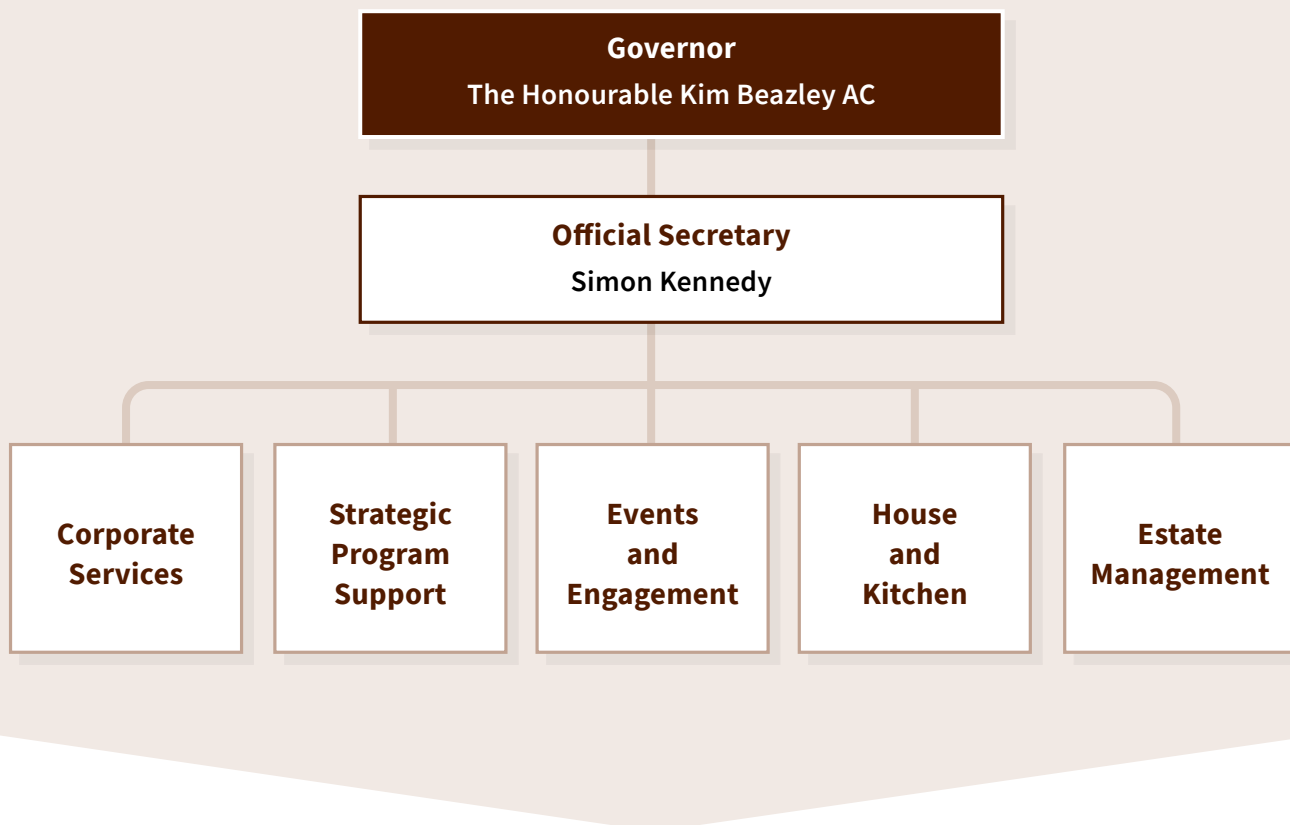 Governor
The Honourable Kim Beazley AC
Official Secretary
Simon Kennedy
Corporate
Services
Strategic
Program
Support
Events
and
Engagement
House
and
Kitchen
Estate
Management